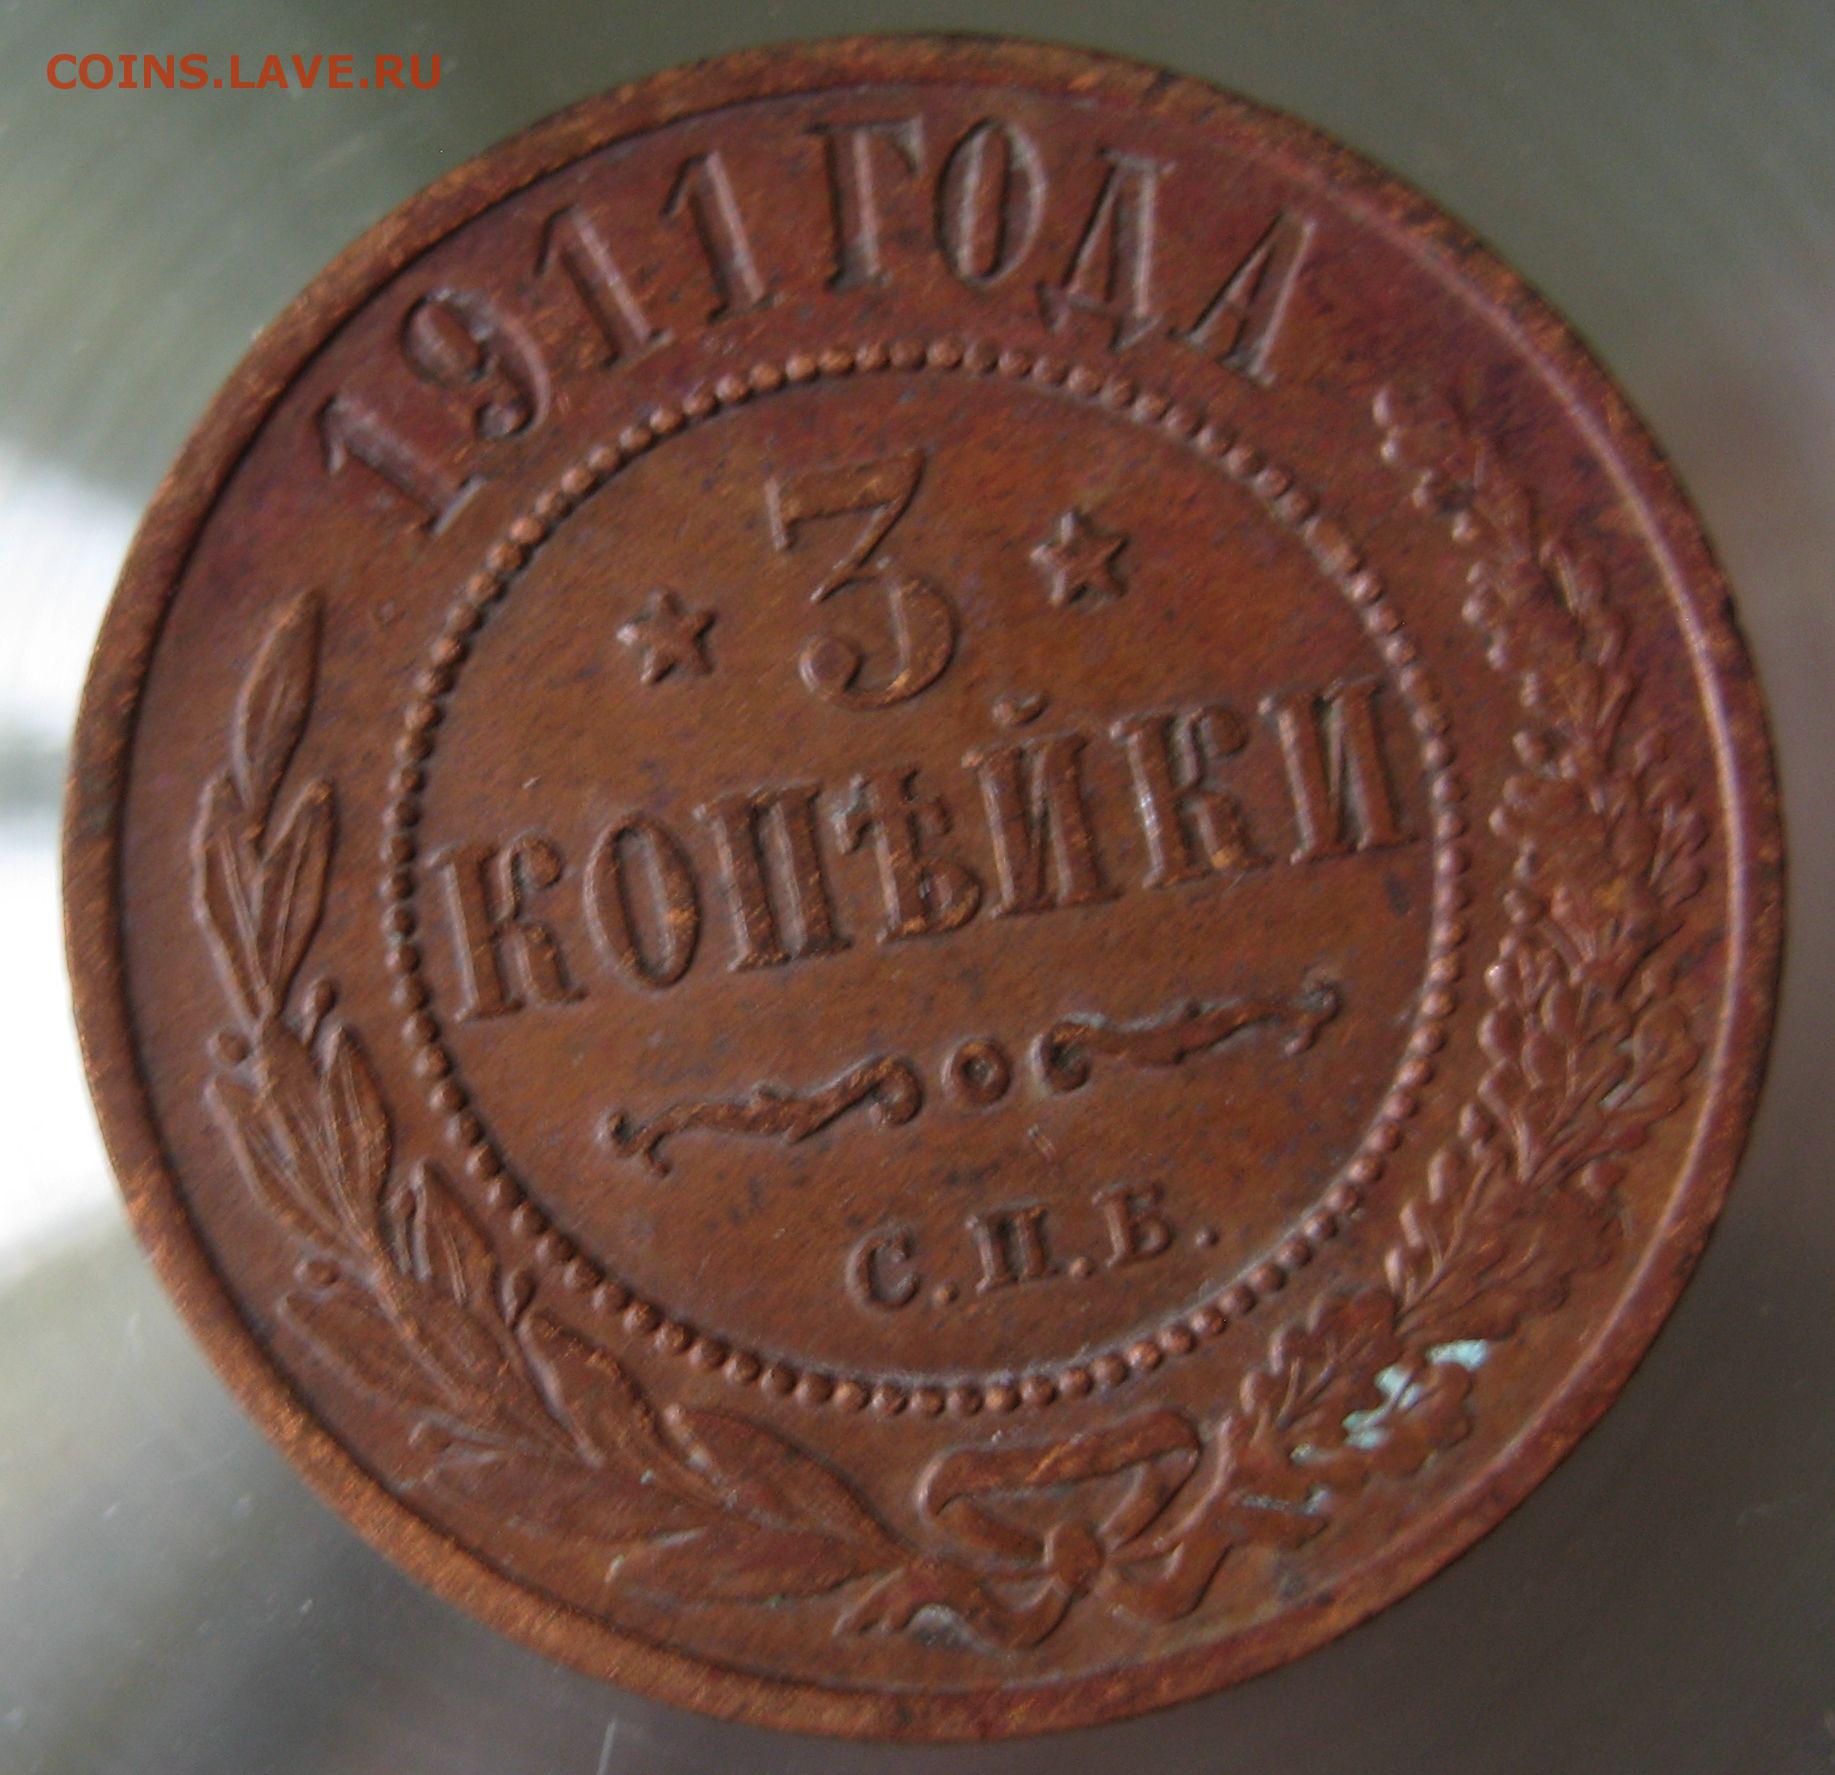 COINS.LAVE.RU
1911 ГОДА
3
КОПѢЙКИ
С.П.Б.